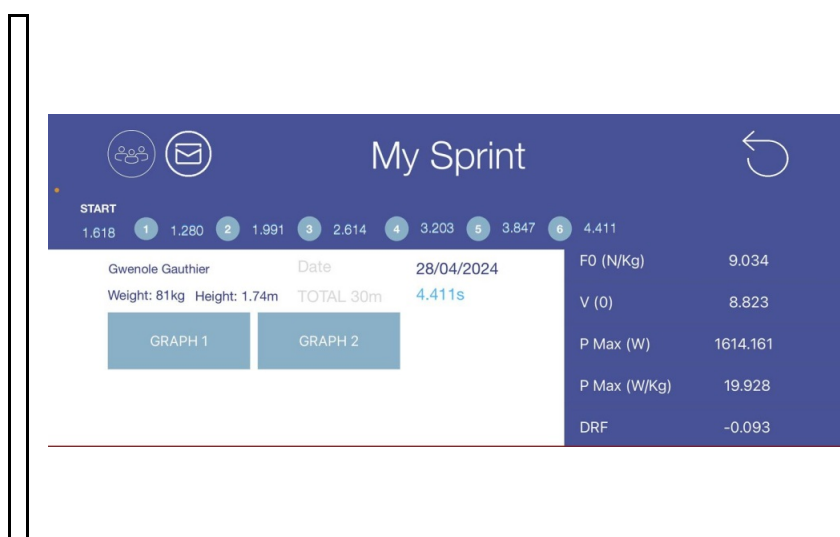 My Sprint
START
1.618 1 1.280 2 1.991 3 2.614 4 3.203 5 3.847 6 4.411
Gwenole Gauthier Date 28/04/2024
Weight: 81kg Height: 1.74m TOTAL 30m 4.411s
GRAPH 1 GRAPH 2
F0 (N/Kg) 9.034
V (0) 8.823
P Max (W) 1614.161
P Max (W/Kg) 19.928
DRF -0.093